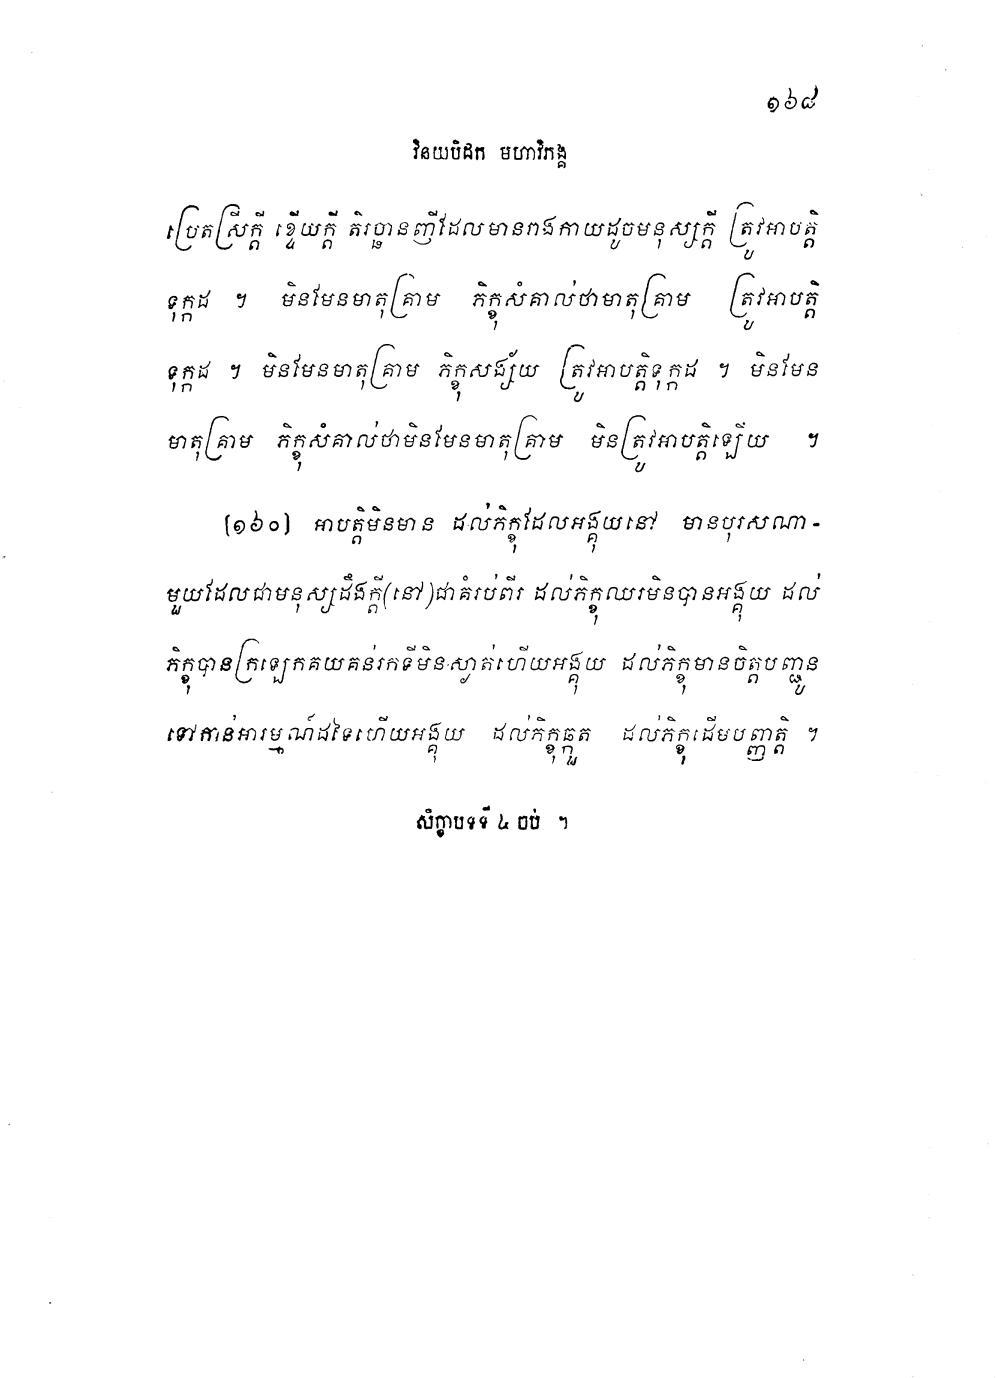 ១៦៨
វិនយបិដក មហាវិភង្គ
ប្រេតស្រីក្តី ខ្ទើយក្តី តិរច្ឆានញីដែលមានរាងកាយដូចមនុស្សក្តី ត្រូវអាបត្តិ
ទុក្កដ ។ មិនមែនមាតុគ្រាម ភិក្ខុសំគាល់ថាមាតុគ្រាម ត្រូវអាបត្តិ
ទុក្កដ ។ មិនមែនមាតុគ្រាម ភិក្ខុសង្ស័យ ត្រូវអាបត្តិទុក្កដ ។ មិនមែន
មាតុគ្រាម ភិក្ខុសំគាល់ថាមិនមែនមាតុគ្រាម មិនត្រូវអាបត្តិឡើយ ។
[១៦០] អាបត្តិមិនមាន ដល់ភិក្ខុដែលអង្គុយនៅ មានបុរសណា-
មួយដែលជាមនុស្សដឹងក្តី(នៅ)ជាគំរប់ពីរ ដល់ភិក្ខុឈរមិនបានអង្គុយ ដល់
ភិក្ខុបានក្រឡេកគយគន់រកទីមិនស្ងាត់ហើយអង្គុយ ដល់ភិក្ខុមានចិត្តបញ្ជូន
ទៅកាន់អារម្មណ៍ដទៃហើយអង្គុយ ដល់ភិក្ខុឆ្កួត ដល់ភិក្ខុដើមបញ្ញត្តិ ។
សិក្ខាបទទី ៤ ចប់ ។